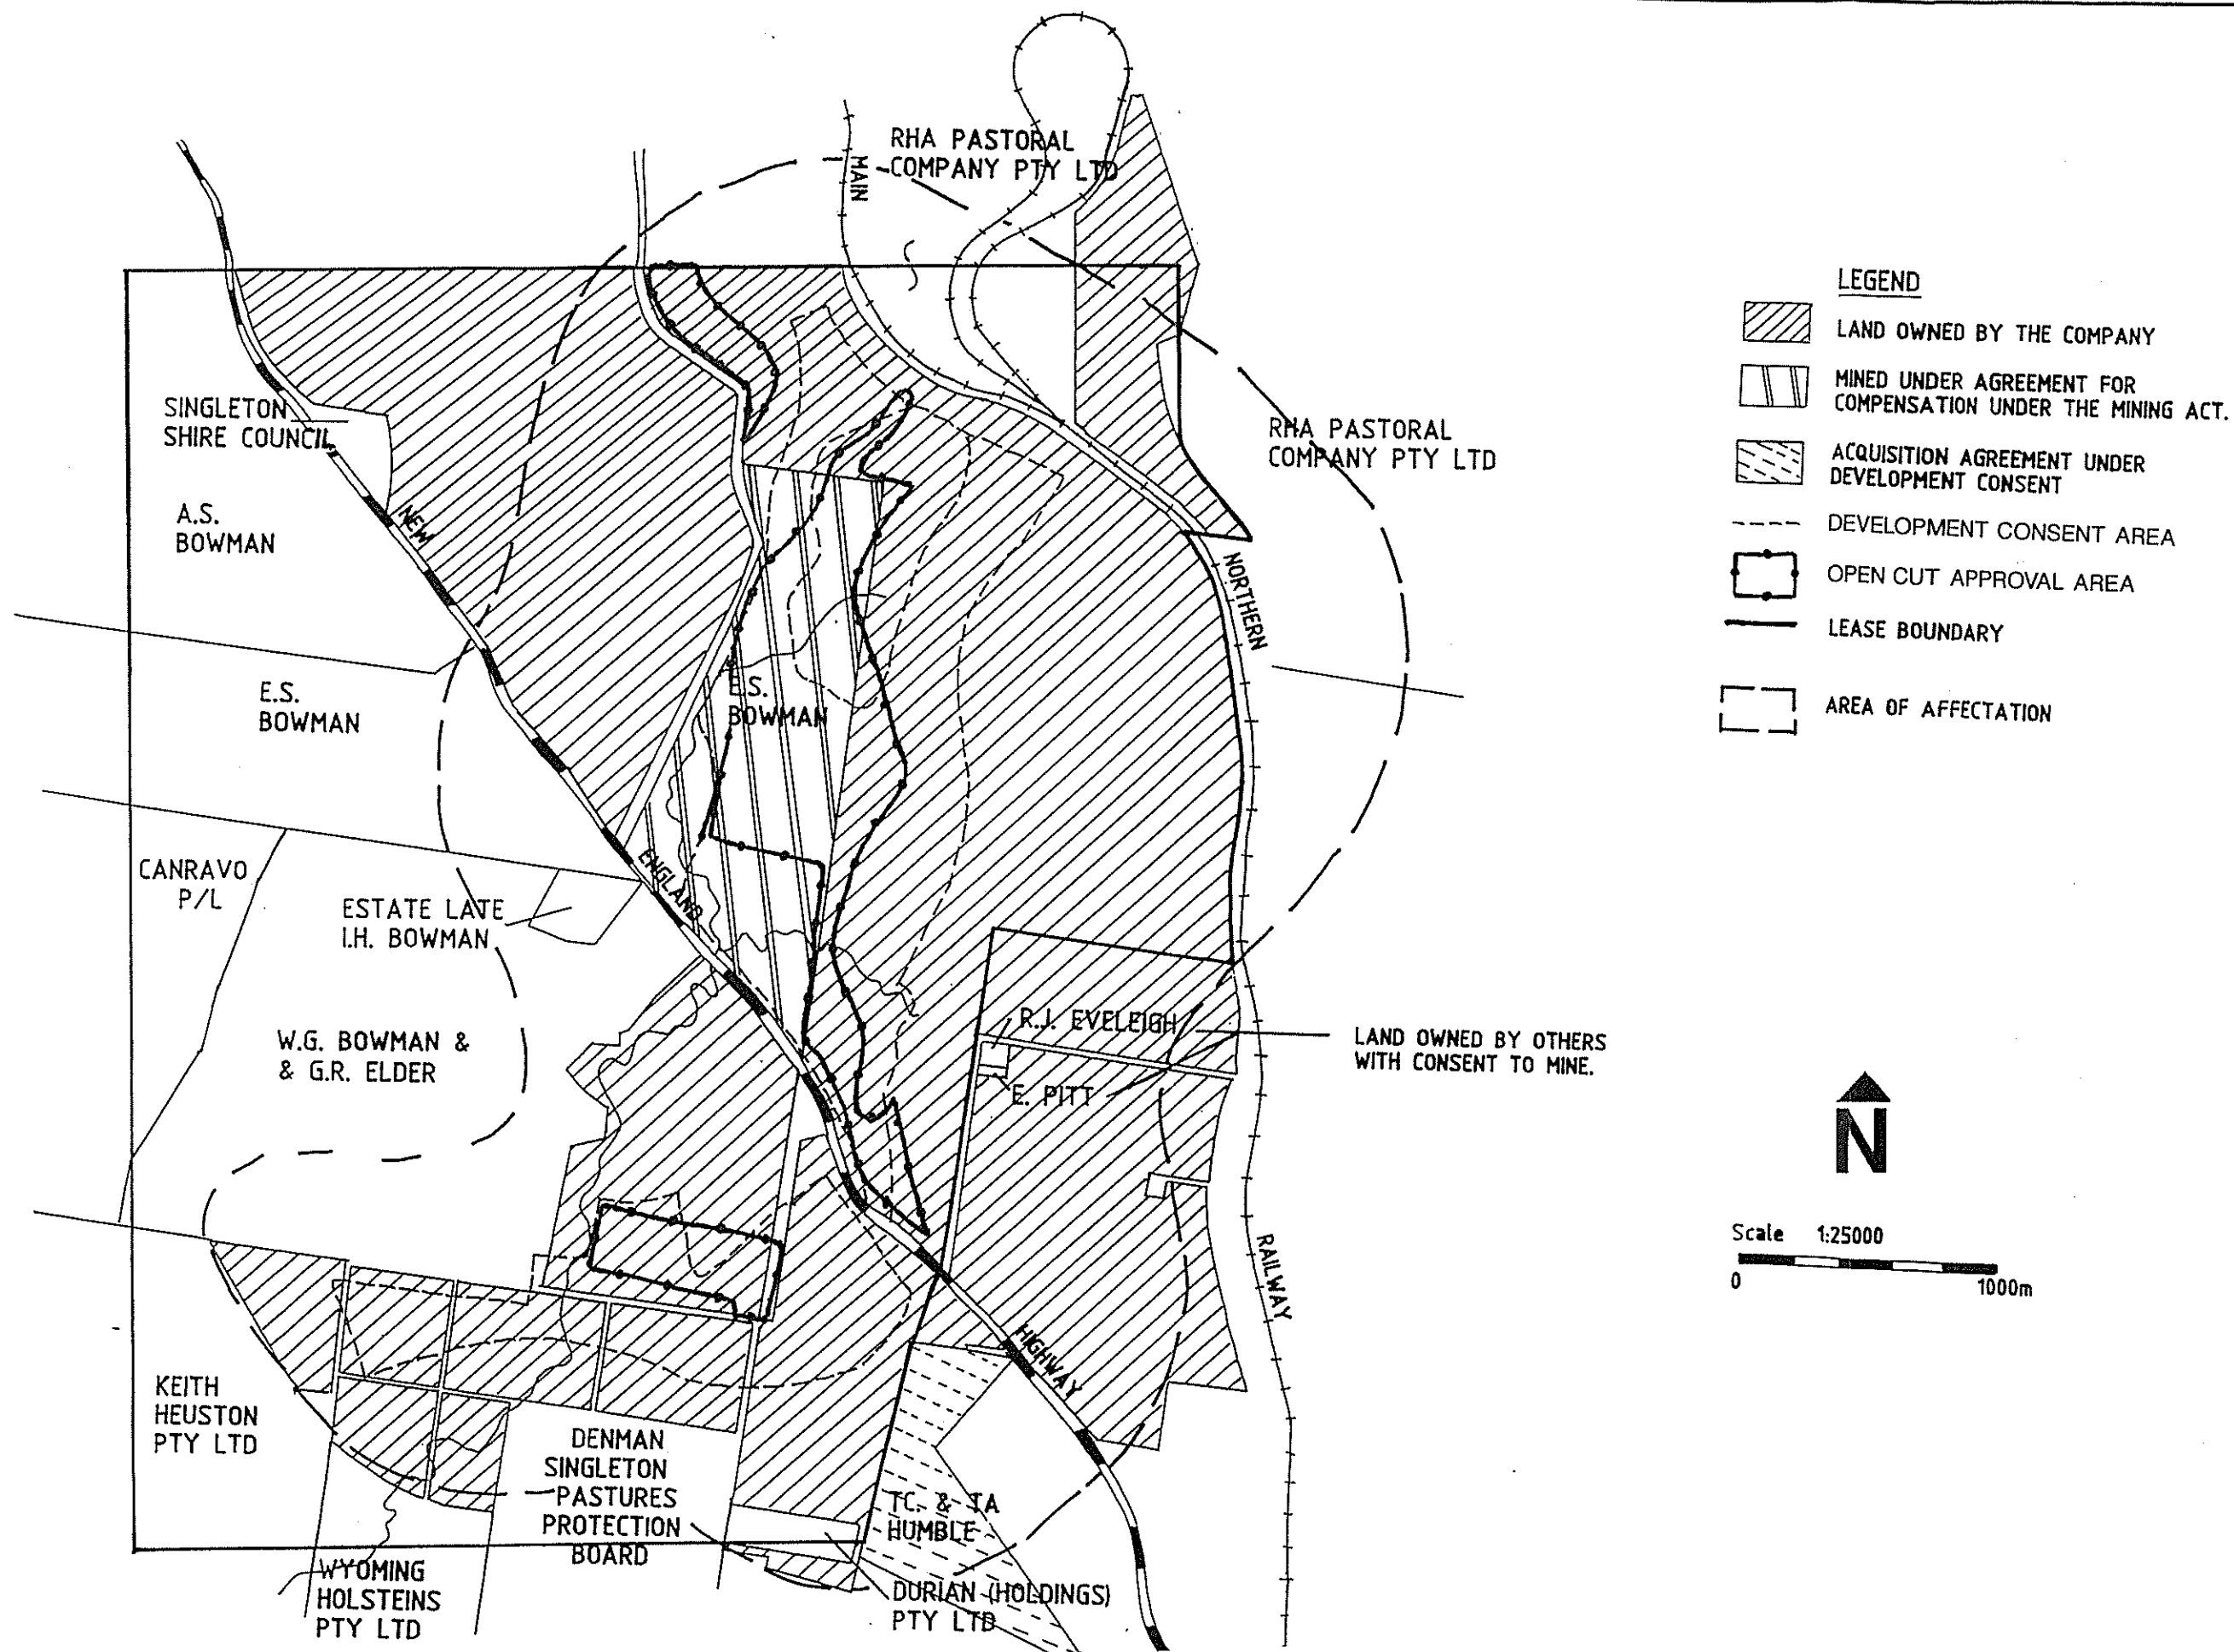 RHA PASTORAL
COMPANY PTY LTD
MAIN
SINGLETON
SHIRE COUNCIL
A.S.
BOWMAN
NEW
RHA PASTORAL
COMPANY PTY LTD
NORTHERN
E.S.
BOWMAN
E.S.
BOWMAN
CANRAVO
P/L
ENGLAND
ESTATE LATE
I.H. BOWMAN
W.G. BOWMAN &
& G.R. ELDER
R.J. EVELEIGH
E. PITT
LAND OWNED BY OTHERS
WITH CONSENT TO MINE.
RAILWAY
HIGHWAY
KEITH
HEUSTON
PTY LTD
DENMAN
SINGLETON
PASTURES
PROTECTION
BOARD
T.C. & TA
HUMBLE
WYOMING
HOLSTEINS
PTY LTD
DURIAN (HOLDINGS)
PTY LTD
LEGEND
LAND OWNED BY THE COMPANY
MINED UNDER AGREEMENT FOR
COMPENSATION UNDER THE MINING ACT.
ACQUISITION AGREEMENT UNDER
DEVELOPMENT CONSENT
DEVELOPMENT CONSENT AREA
OPEN CUT APPROVAL AREA
LEASE BOUNDARY
AREA OF AFFECTATION
N
Scale 1:25000
0 1000m